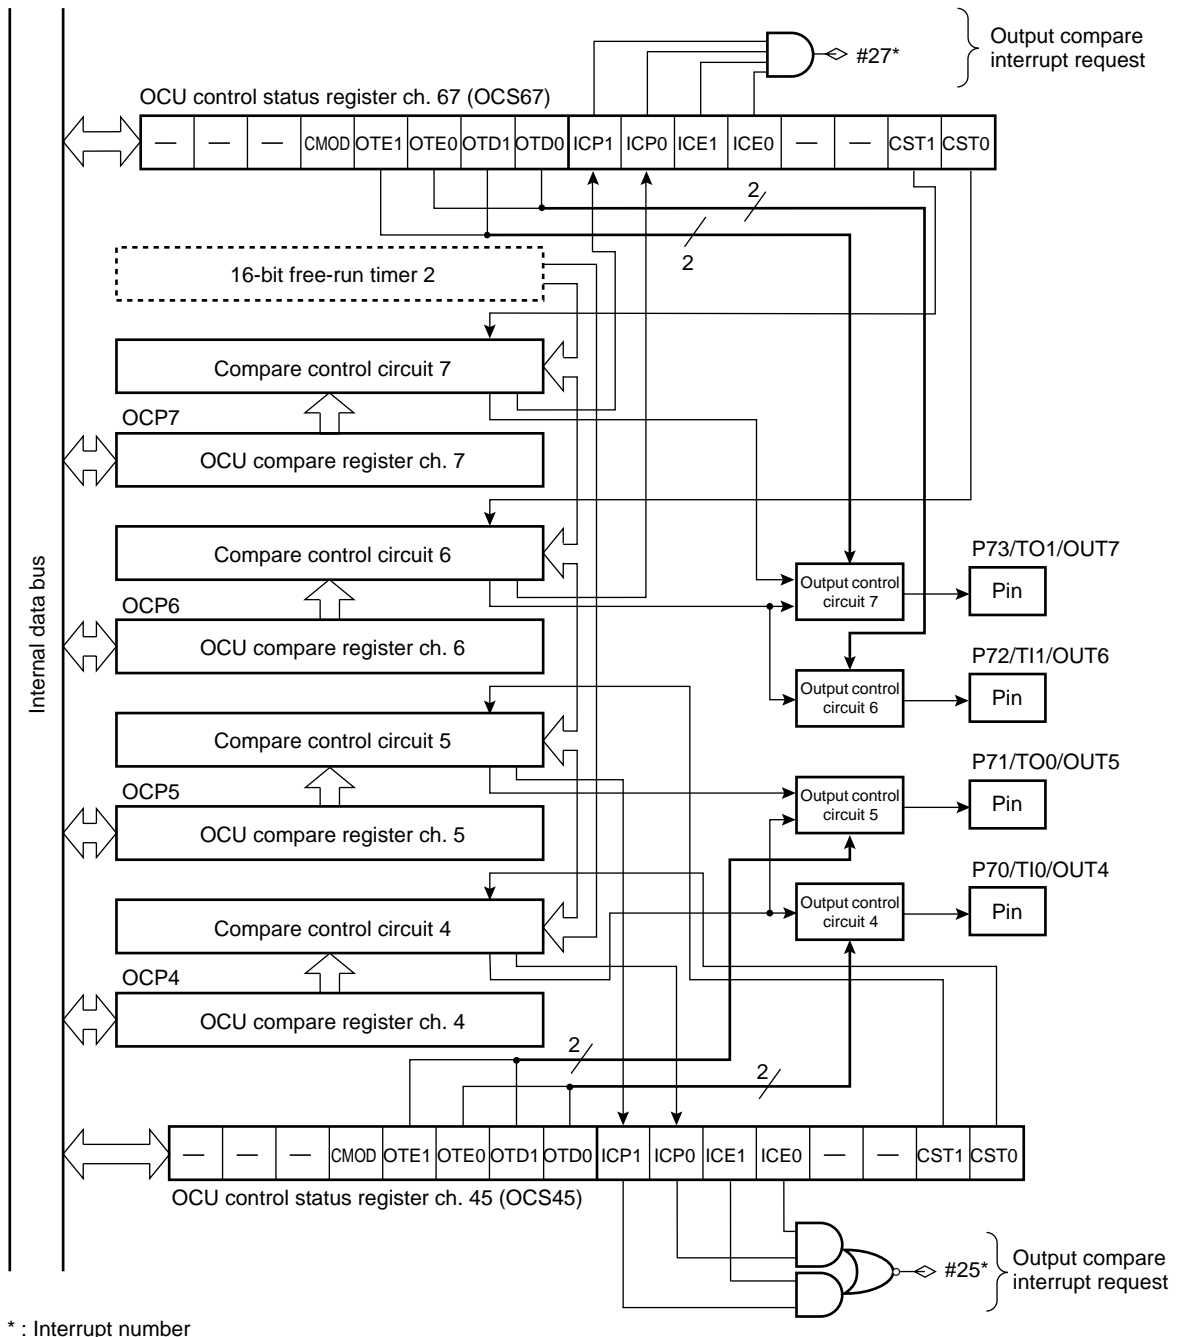 Output compare
interrupt request
#27*
OCU control status register ch. 67 (OCS67)
— — — CMOD OTE1 OTE0 OTD1 OTD0 ICP1 ICP0 ICE1 ICE0 — — CST1 CST0
2
2
16-bit free-run timer 2
Compare control circuit 7
OCP7
OCU compare register ch. 7
Compare control circuit 6
OCP6
OCU compare register ch. 6
Compare control circuit 5
OCP5
OCU compare register ch. 5
Compare control circuit 4
OCP4
OCU compare register ch. 4
Internal data bus
P73/TO1/OUT7
Output control
circuit 7
Pin
P72/TI1/OUT6
Output control
circuit 6
Pin
P71/TO0/OUT5
Output control
circuit 5
Pin
P70/TI0/OUT4
Output control
circuit 4
Pin
2
2
— — — CMOD OTE1 OTE0 OTD1 OTD0 ICP1 ICP0 ICE1 ICE0 — — CST1 CST0
OCU control status register ch. 45 (OCS45)
#25*
Output compare
interrupt request
* : Interrupt number